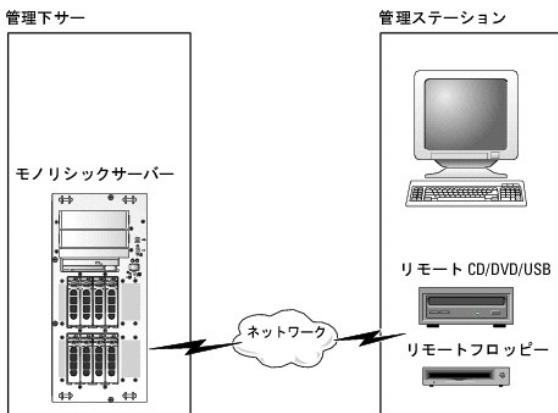 管理下サー
管理ステーション
モノリシックサーバー
リモート CD/DVD/USB
ネットワーク
リモートフロッピー